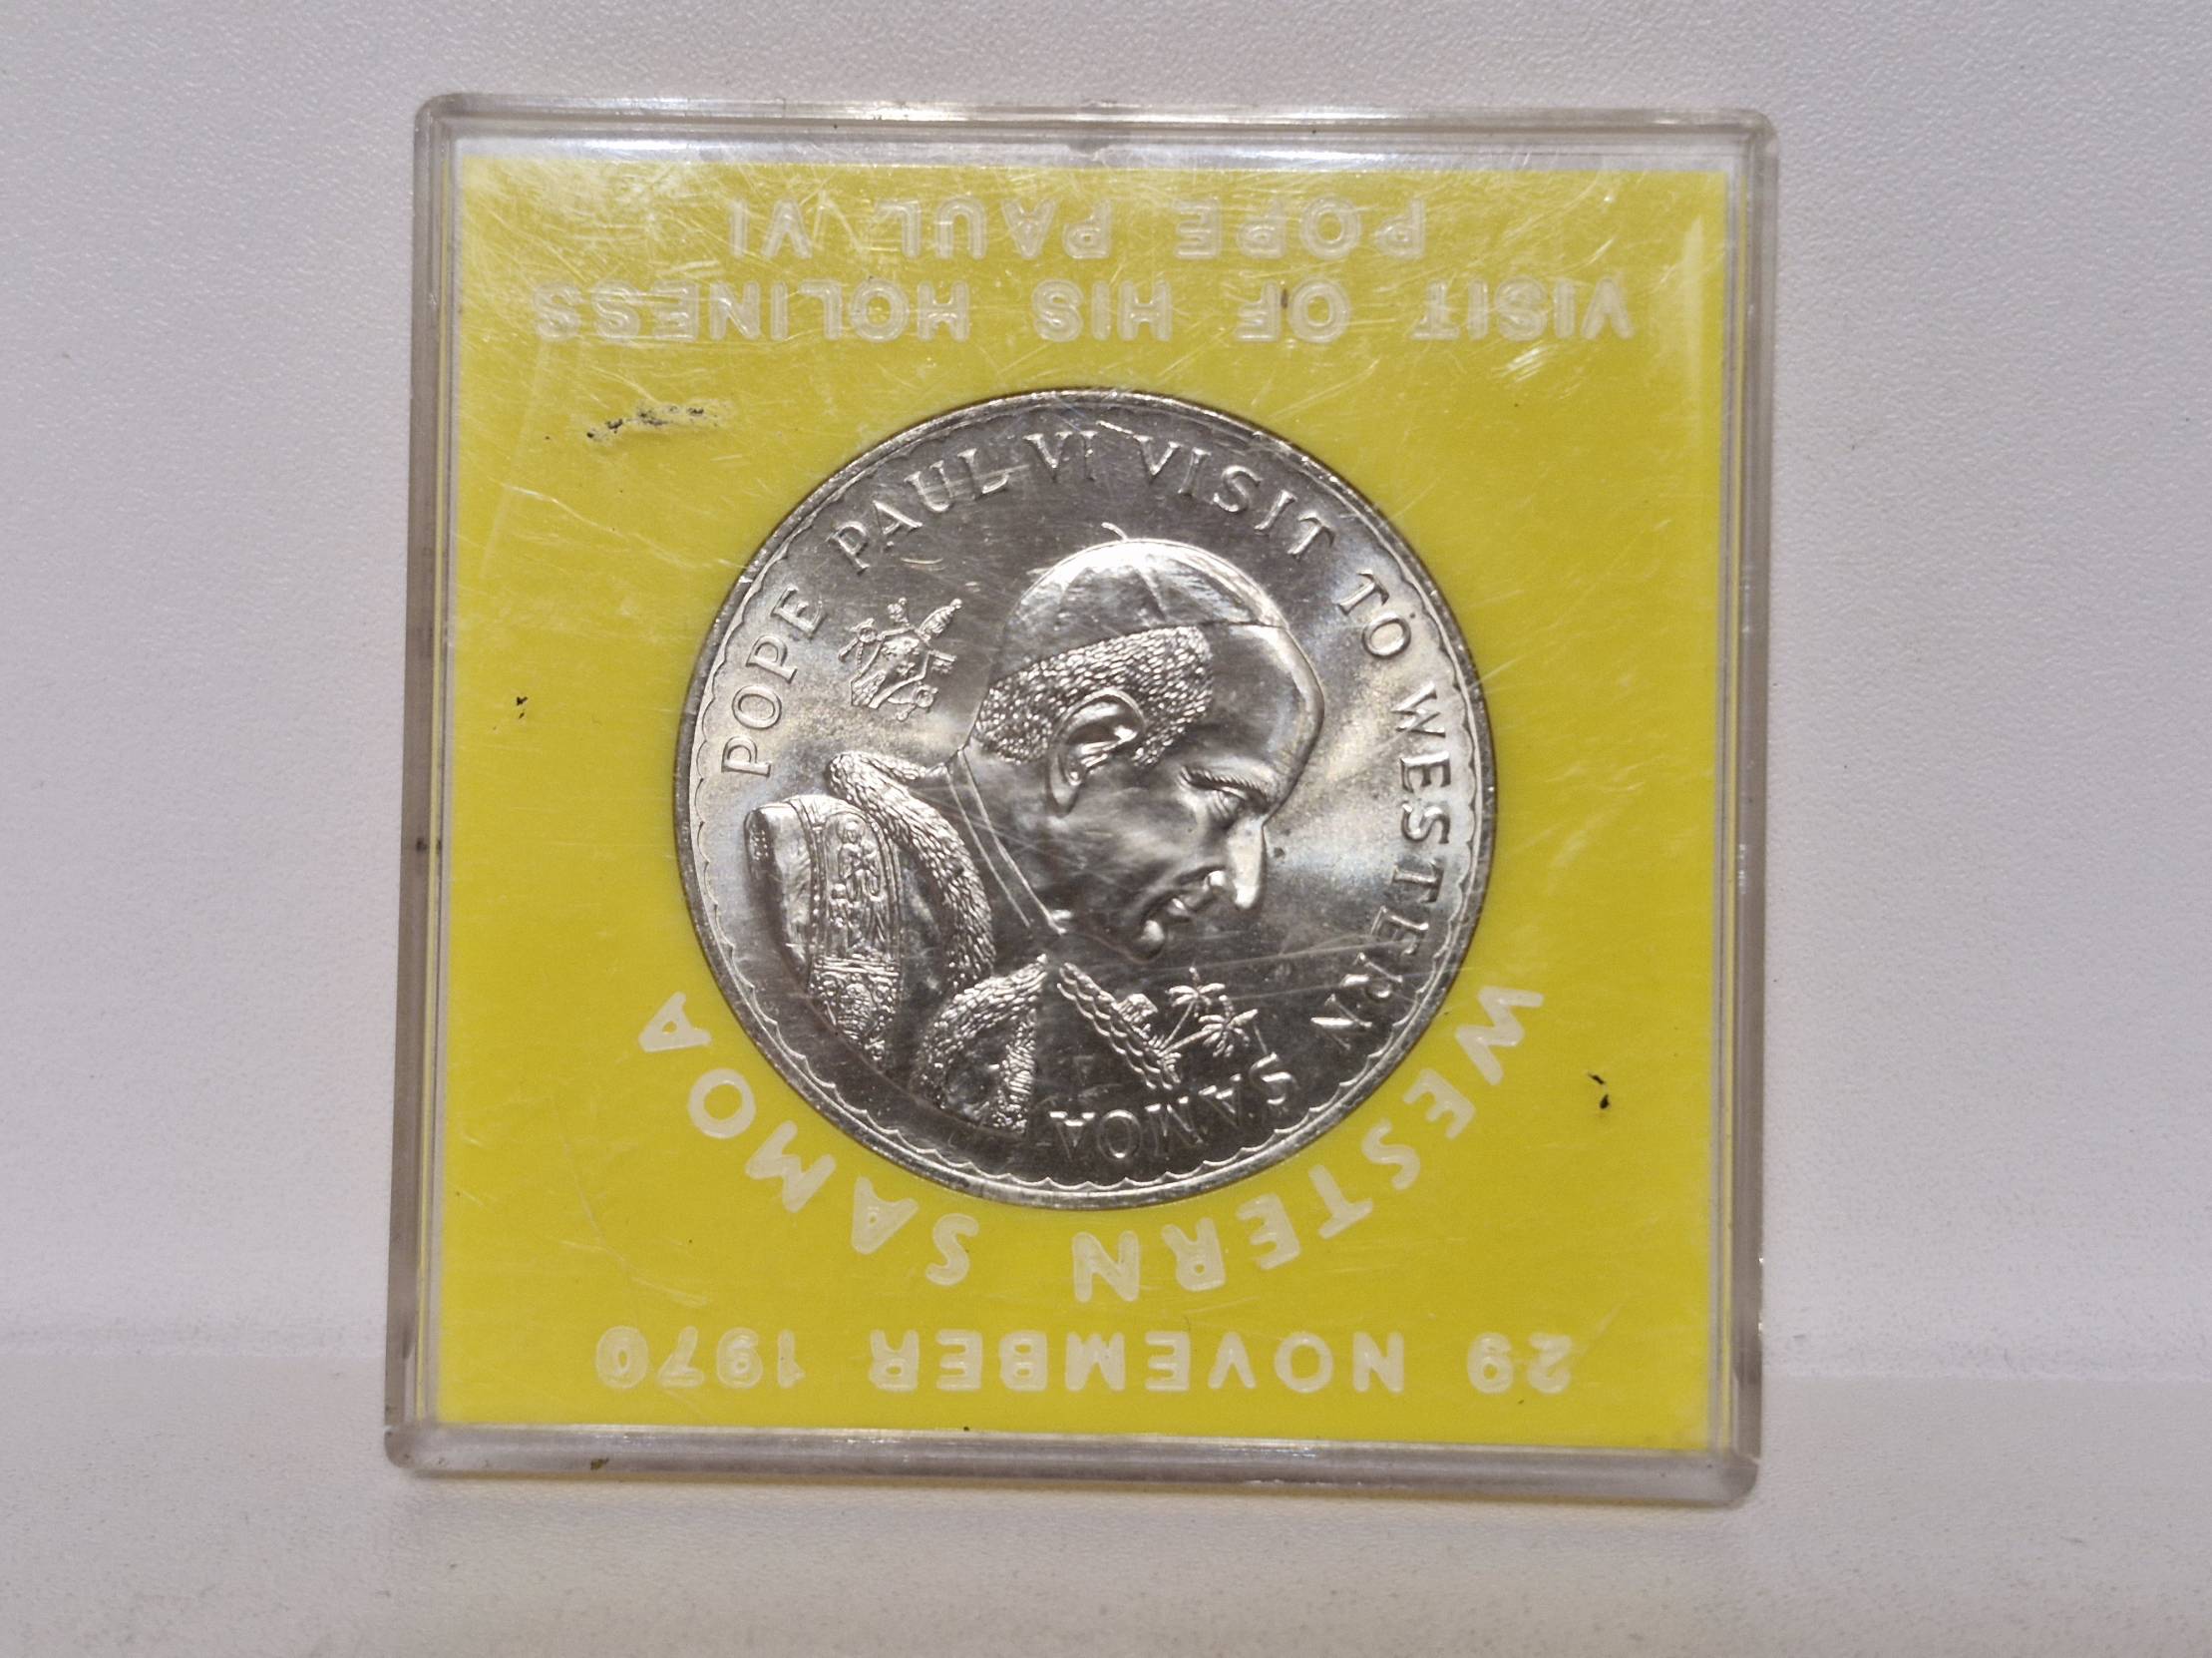 VISIT OF HIS HOLINESS
POPE PAUL VI
POPE PAUL VI VISIT TO WESTERN SAMOA
WESTERN SAMOA
29 NOVEMBER 1970